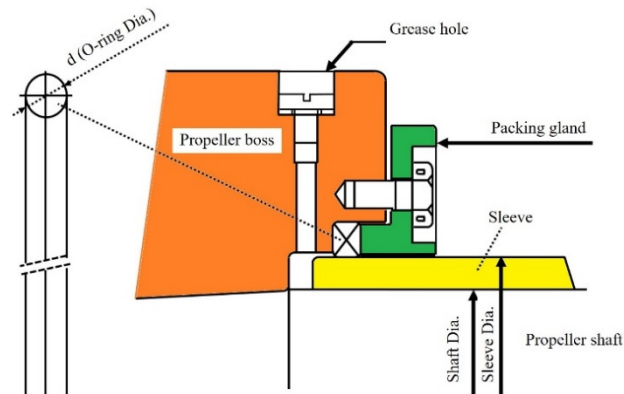 d (O-ring Dia.)
Grease hole
Propeller boss
Packing gland
Sleeve
Shaft Dia.
Sleeve Dia.
Propeller shaft